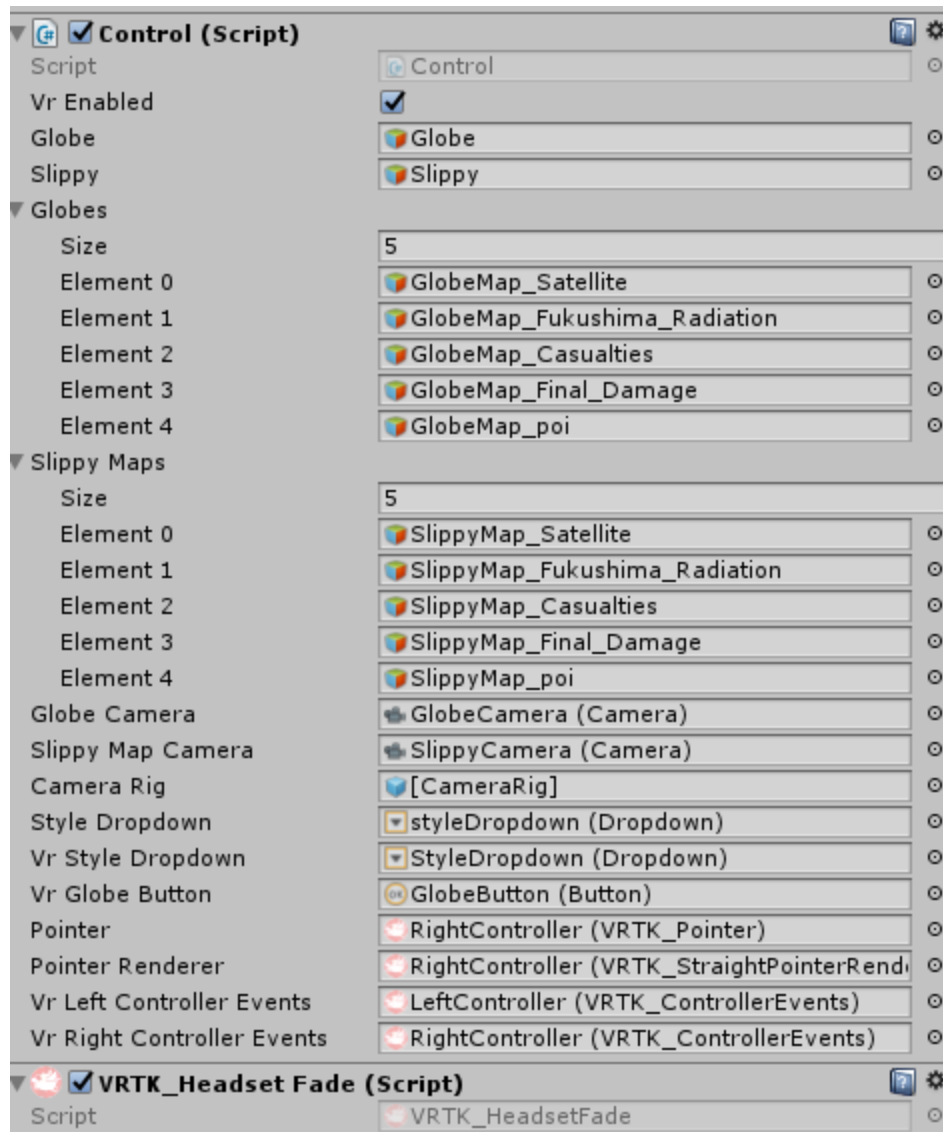 Control (Script)
Script Control
Vr Enabled
Globe Globe
Slippy Slippy
Globes
Size 5
Element 0 GlobeMap_Satellite
Element 1 GlobeMap_Fukushima_Radiation
Element 2 GlobeMap_Casualties
Element 3 GlobeMap_Final_Damage
Element 4 GlobeMap_poi
Slippy Maps
Size 5
Element 0 SlippyMap_Satellite
Element 1 SlippyMap_Fukushima_Radiation
Element 2 SlippyMap_Casualties
Element 3 SlippyMap_Final_Damage
Element 4 SlippyMap_poi
Globe Camera GlobeCamera (Camera)
Slippy Map Camera SlippyCamera (Camera)
Camera Rig [CameraRig]
Style Dropdown styleDropdown (Dropdown)
Vr Style Dropdown StyleDropdown (Dropdown)
Vr Globe Button GlobeButton (Button)
Pointer RightController (VRTK_Pointer)
Pointer Renderer RightController (VRTK_StraightPointerRend
Vr Left Controller Events LeftController (VRTK_ControllerEvents)
Vr Right Controller Events RightController (VRTK_ControllerEvents)
VRTK_Headset Fade (Script)
Script VRTK_HeadsetFade